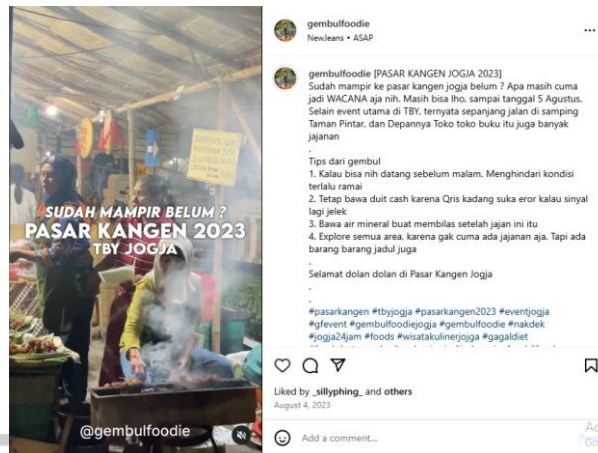 SUDAH MAMPIR BELUM ?
PASAR KANGEN 2023
TBY JOGJA
@gembulfoodie
gembulfoodie
NewJeans • ASAP
gembulfoodie [PASAR KANGEN JOGJA 2023]
Sudah mampir ke pasar kangen jogja belum ? Apa masih cuma
jadi WACANA aja nih. Masih bisa lho, sampai tanggal 5 Agustus.
Selain event utama di TBY, ternyata sepanjang jalan di samping
Taman Pintar, dan Depannya Toko toko buku itu juga banyak
jajanan
.
Tips dari gembul
1. Kalau bisa nih datang sebelum malam. Menghindari kondisi
terlalu ramai
2. Tetap bawa duit cash karena Qris kadang suka eror kalau sinyal
lagi jelek
3. Bawa air mineral buat membilas setelah jajan ini itu
4. Explore semua area, karena gak cuma ada jajanan aja. Tapi ada
barang barang jadul juga
.
Selamat dolan dolan di Pasar Kangen Jogja
.
.
#pasarkangen #tbyjogja #pasarkangen2023 #eventjogja
#gfevent #gembulfoodiejogja #gembulfoodie #nakdek
#jogja24jam #foods #wisatakulinerjogja #gagaldiet
Liked by _sillyphing_ and others
August 4, 2023
Add a comment...